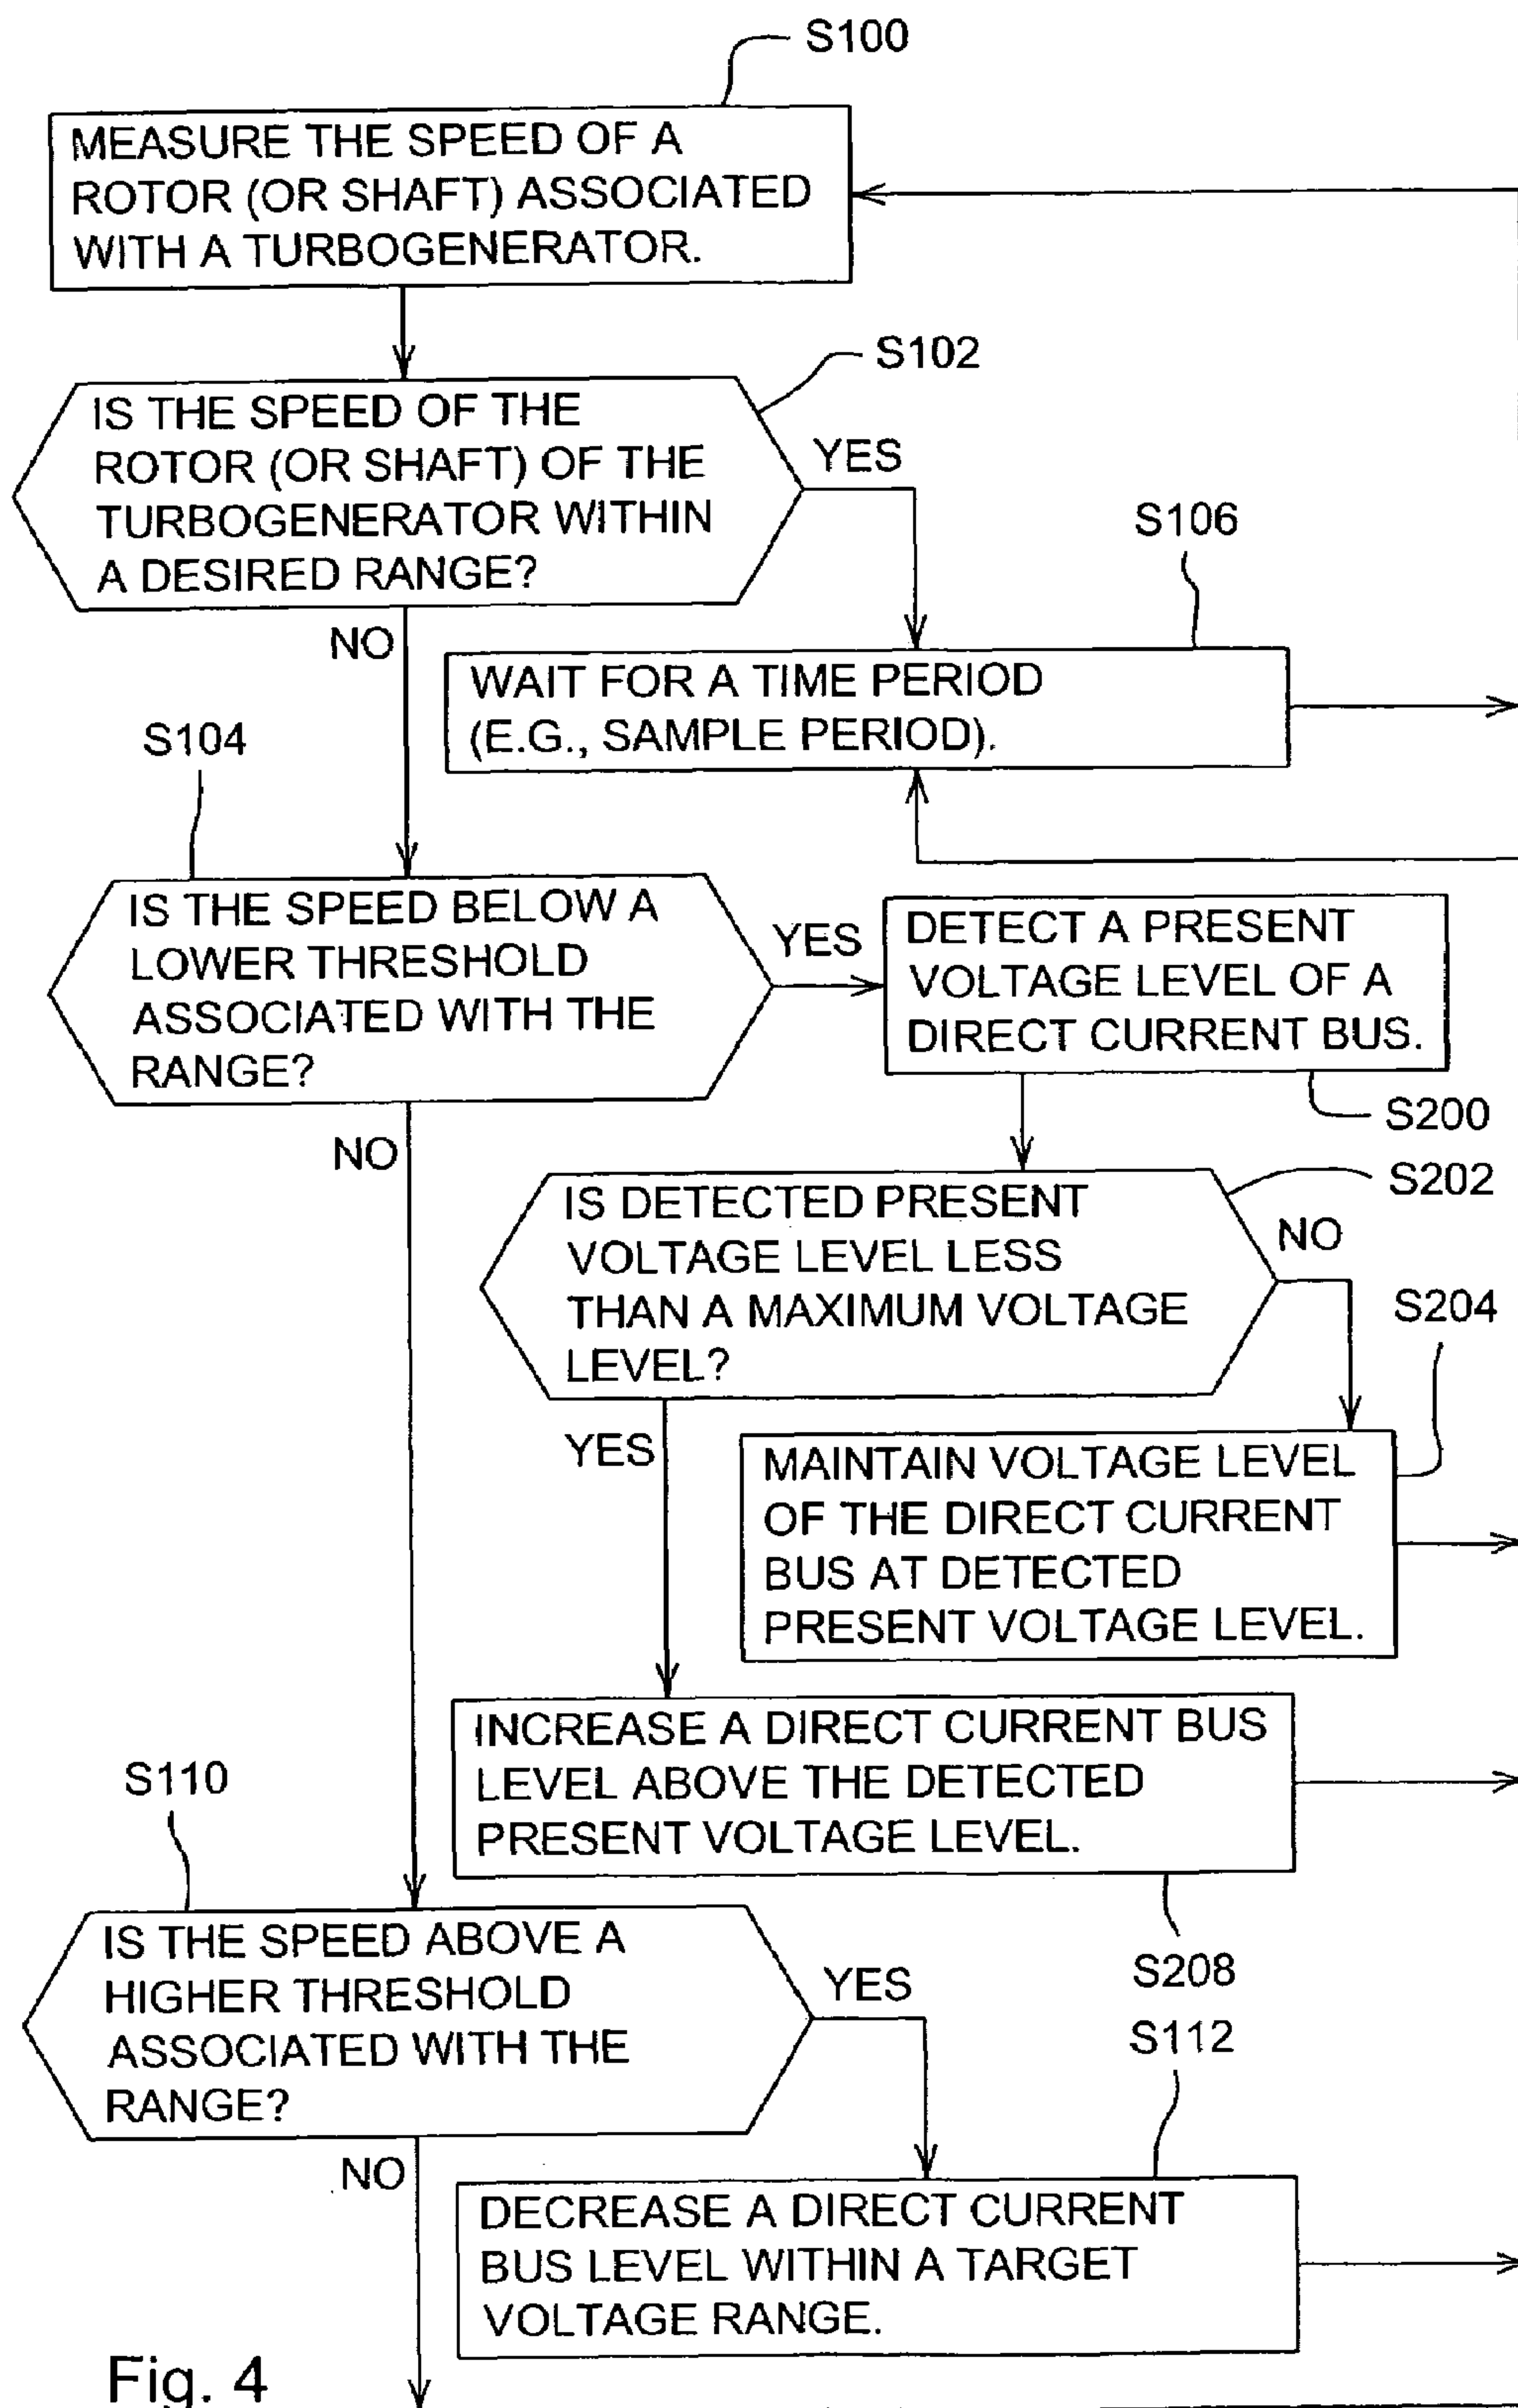 S100
MEASURE THE SPEED OF A
ROTOR (OR SHAFT) ASSOCIATED
WITH A TURBOGENERATOR.
S102
IS THE SPEED OF THE
ROTOR (OR SHAFT) OF THE
TURBOGENERATOR WITHIN
A DESIRED RANGE?
YES
NO
S106
WAIT FOR A TIME PERIOD
(E.G., SAMPLE PERIOD).
S104
IS THE SPEED BELOW A
LOWER THRESHOLD
ASSOCIATED WITH THE
RANGE?
YES
NO
DETECT A PRESENT
VOLTAGE LEVEL OF A
DIRECT CURRENT BUS.
S200
S202
IS DETECTED PRESENT
VOLTAGE LEVEL LESS
THAN A MAXIMUM VOLTAGE
LEVEL?
NO
YES
S204
MAINTAIN VOLTAGE LEVEL
OF THE DIRECT CURRENT
BUS AT DETECTED
PRESENT VOLTAGE LEVEL.
INCREASE A DIRECT CURRENT BUS
LEVEL ABOVE THE DETECTED
PRESENT VOLTAGE LEVEL.
S208
S110
IS THE SPEED ABOVE A
HIGHER THRESHOLD
ASSOCIATED WITH THE
RANGE?
YES
NO
S112
DECREASE A DIRECT CURRENT
BUS LEVEL WITHIN A TARGET
VOLTAGE RANGE.
Fig. 4